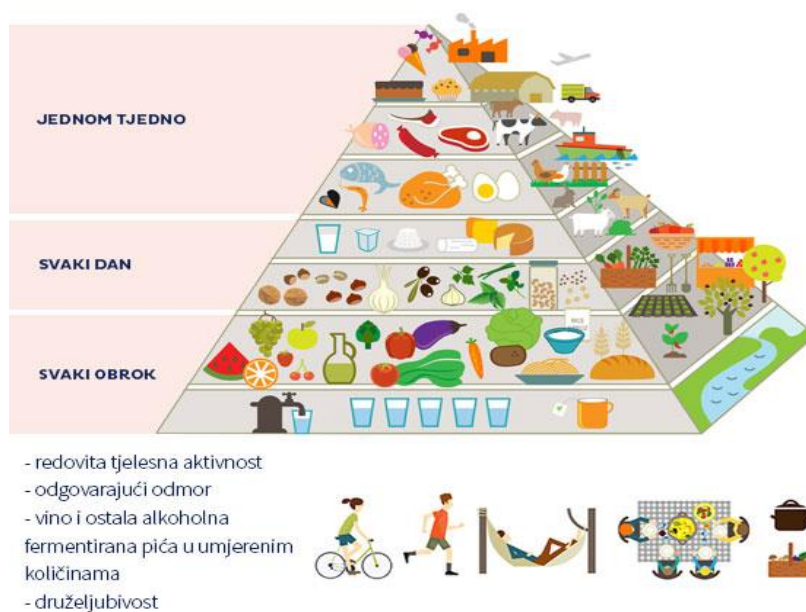 JEDNOM TJEDNO
SVAKI DAN
SVAKI OBROK
RICE
- redovita tjelesna aktivnost
- odgovarajući odmor
- vino i ostala alkoholna
fermentirana pića u umjerenim
količinama
- druželjubivost